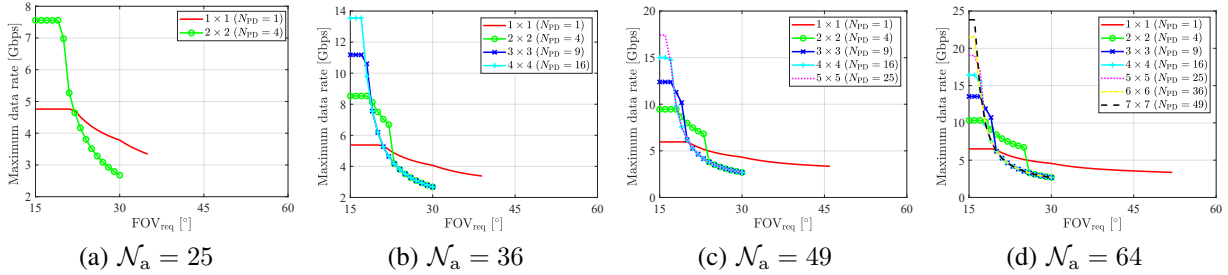 Maximum data rate [Gbps]
8
7
6
5
4
3
2
15
30
45
60
FOV_req [°]
1 × 1 (N_PD = 1)
2 × 2 (N_PD = 4)
(a) 𝒩_a = 25
Maximum data rate [Gbps]
14
12
10
8
6
4
2
15
30
45
60
FOV_req [°]
1 × 1 (N_PD = 1)
2 × 2 (N_PD = 4)
3 × 3 (N_PD = 9)
4 × 4 (N_PD = 16)
(b) 𝒩_a = 36
Maximum data rate [Gbps]
20
15
10
5
0
15
30
45
60
FOV_req [°]
1 × 1 (N_PD = 1)
2 × 2 (N_PD = 4)
3 × 3 (N_PD = 9)
4 × 4 (N_PD = 16)
5 × 5 (N_PD = 25)
(c) 𝒩_a = 49
Maximum data rate [Gbps]
25
20
15
10
5
0
15
30
45
60
FOV_req [°]
1 × 1 (N_PD = 1)
2 × 2 (N_PD = 4)
3 × 3 (N_PD = 9)
4 × 4 (N_PD = 16)
5 × 5 (N_PD = 25)
6 × 6 (N_PD = 36)
7 × 7 (N_PD = 49)
(d) 𝒩_a = 64